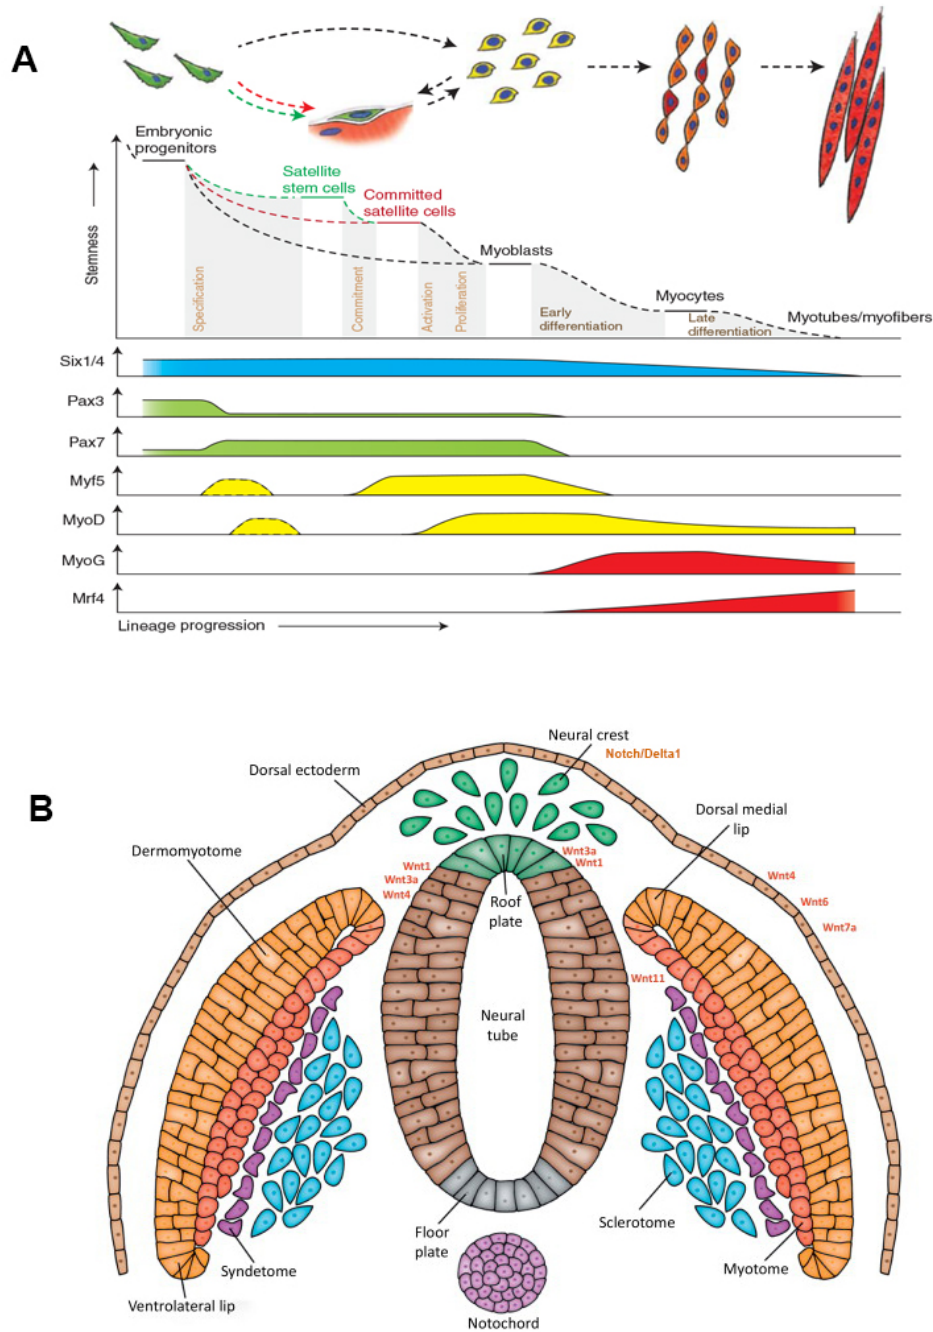 A
Embryonic
progenitors
Satellite
stem cells
Committed
satellite cells
Myoblasts
Myocytes
Myotubes/myofibers
Stemness
Specification
Commitment
Activation
Proliferation
Early
differentiation
Late
differentiation
Six1/4
Pax3
Pax7
Myf5
MyoD
MyoG
Mrf4
Lineage progression
B
Neural crest
Notch/Delta1
Dorsal ectoderm
Dorsal medial
lip
Dermomyotome
Wnt1
Wnt3a
Wnt4
Wnt3a
Wnt1
Roof
plate
Wnt4
Wnt6
Wnt7a
Wnt11
Neural
tube
Floor
plate
Sclerotome
Syndetome
Myotome
Ventrolateral lip
Notochord